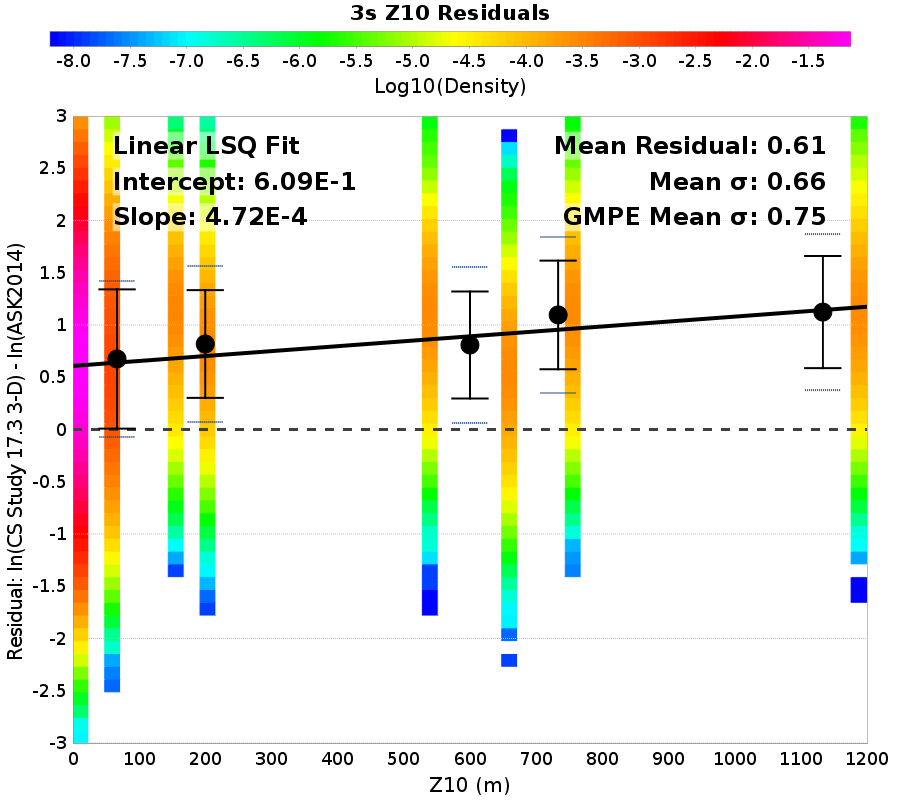 3s Z10 Residuals
-8.0 -7.5 -7.0 -6.5 -6.0 -5.5 -5.0 -4.5 -4.0 -3.5 -3.0 -2.5 -2.0 -1.5
Log10(Density)
Linear LSQ Fit
Intercept: 6.09E-1
Slope: 4.72E-4
Mean Residual: 0.61
Mean σ: 0.66
GMPE Mean σ: 0.75
Residual: ln(CS Study 17.3 3-D) - ln(ASK2014)
3
2.5
2
1.5
1
0.5
0
-0.5
-1
-1.5
-2
-2.5
-3
0 100 200 300 400 500 600 700 800 900 1000 1100 1200
Z10 (m)